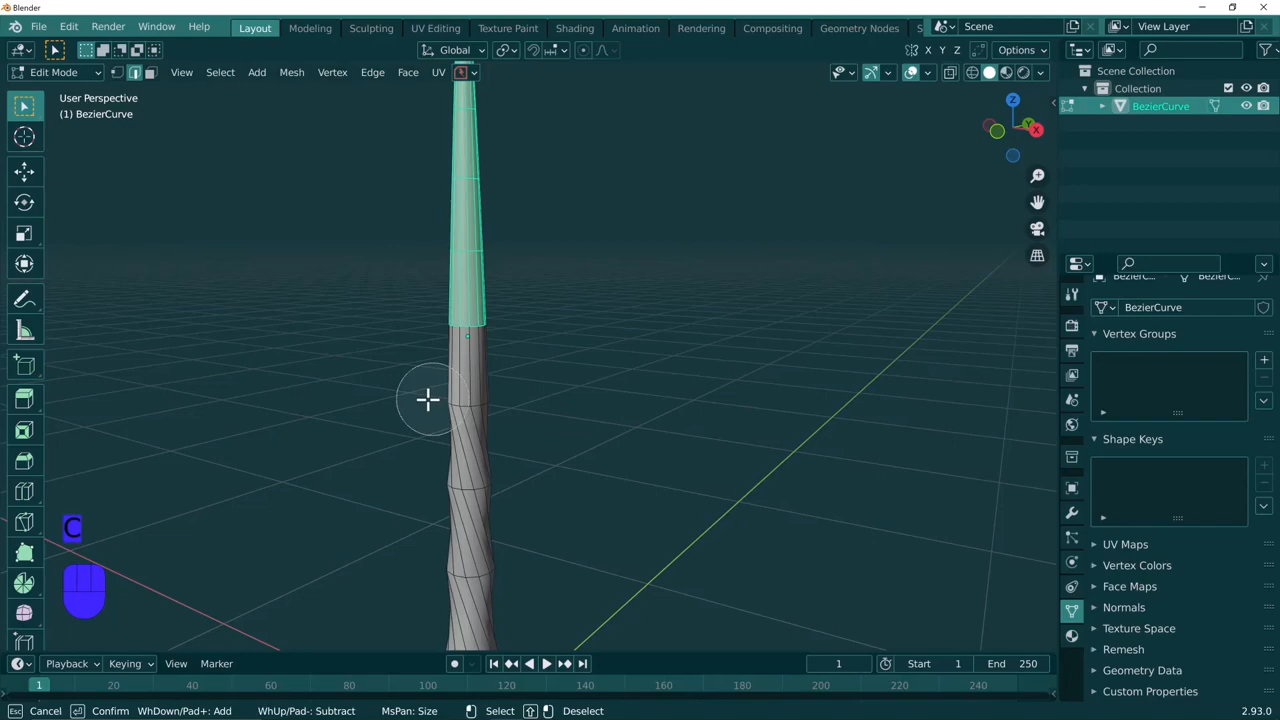 Blender
File Edit Render Window Help Layout Modeling Sculpting UV Editing Texture Paint Shading Animation Rendering Compositing Geometry Nodes S Scene View Layer
Global X Y Z Options
Edit Mode View Select Add Mesh Vertex Edge Face UV
Scene Collection
Collection
BezierCurve
User Perspective
(1) BezierCurve
Z
Y
X
BezierC... BezierC...
BezierCurve
Vertex Groups
Shape Keys
UV Maps
Vertex Colors
Face Maps
Normals
Texture Space
Remesh
Geometry Data
Custom Properties
C
Playback Keying View Marker 1 Start 1 End 250
1 20 40 60 80 100 120 140 160 180 200 220 240
Esc Cancel Confirm WhDown/Pad+: Add WhUp/Pad-: Subtract MsPan: Size Select Deselect 2.93.0